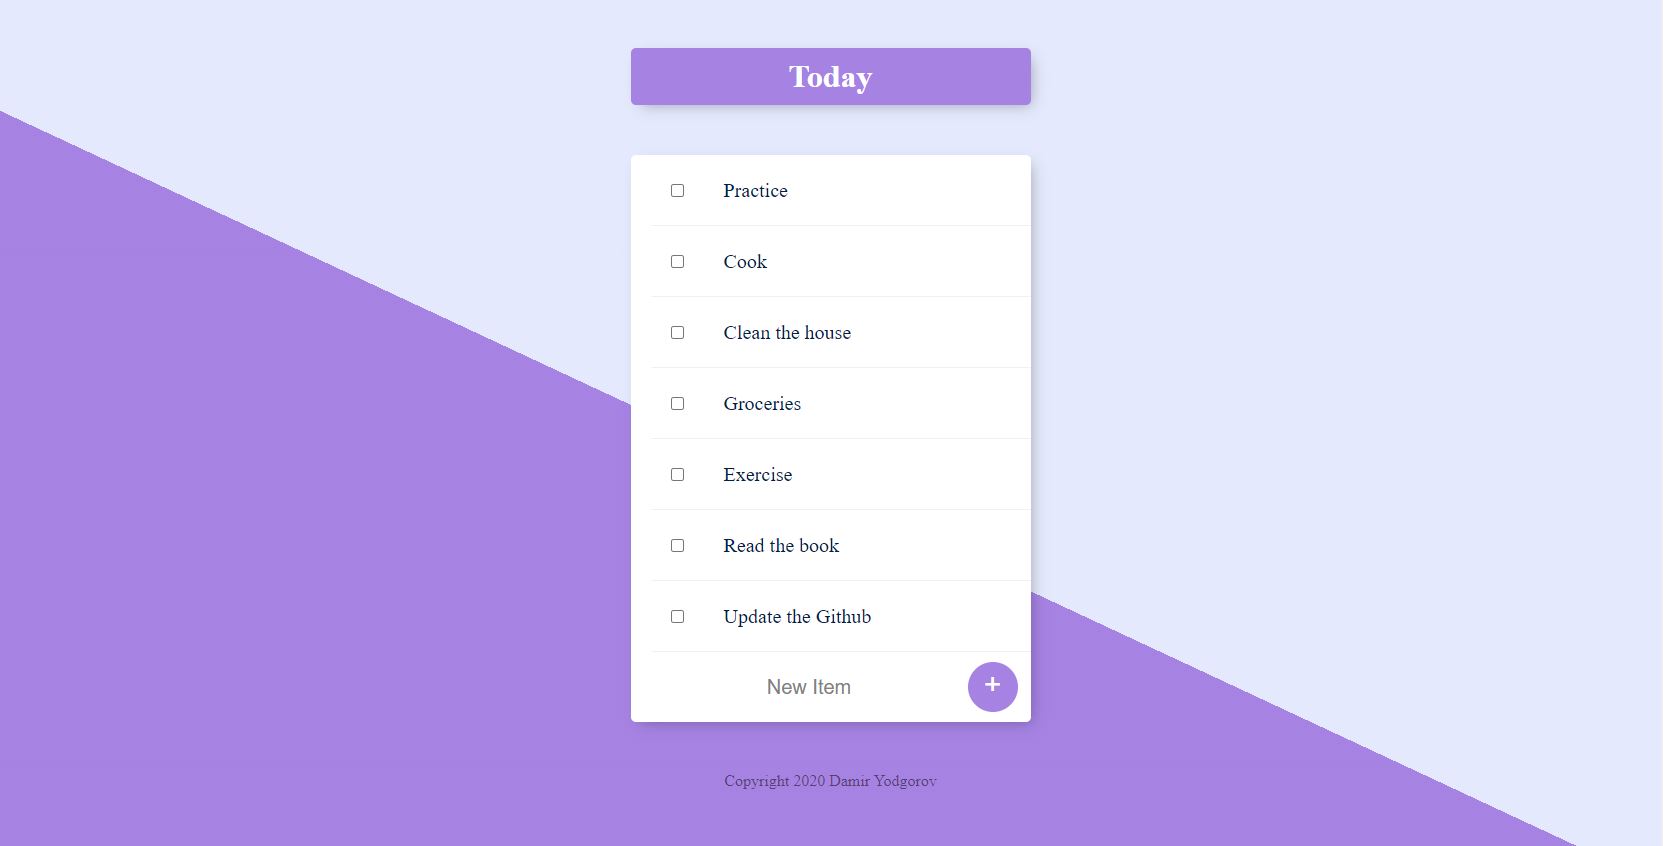 Today
Practice
Cook
Clean the house
Groceries
Exercise
Read the book
Update the Github
New Item
+
Copyright 2020 Damir Yodgorov